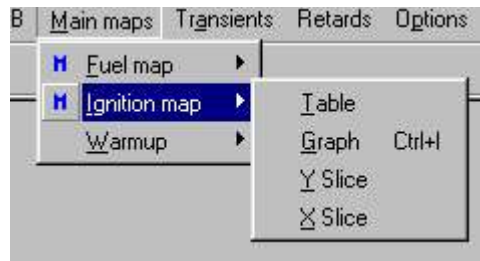 B Main maps Transients Retards Options
M Fuel map
M Ignition map
Warmup
Table
Graph Ctrl+I
Y Slice
X Slice